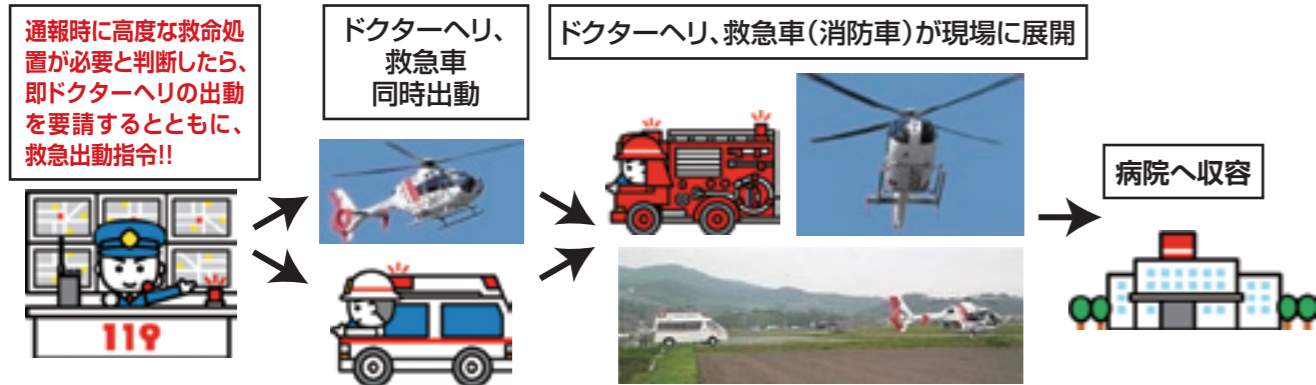 通報時に高度な救命処
置が必要と判断したら、
即ドクターヘリの出動
を要請するとともに、
救急出動指令!!
ドクターヘリ、
救急車
同時出動
ドクターヘリ、救急車(消防車)が現場に展開
病院へ収容
119